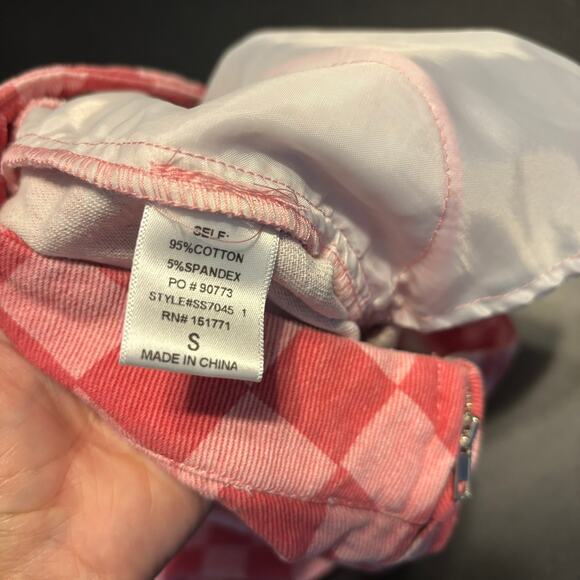 SELF:
95%COTTON
5%SPANDEX
PO # 90773
STYLE#SS7045 1
RN# 151771
S
MADE IN CHINA